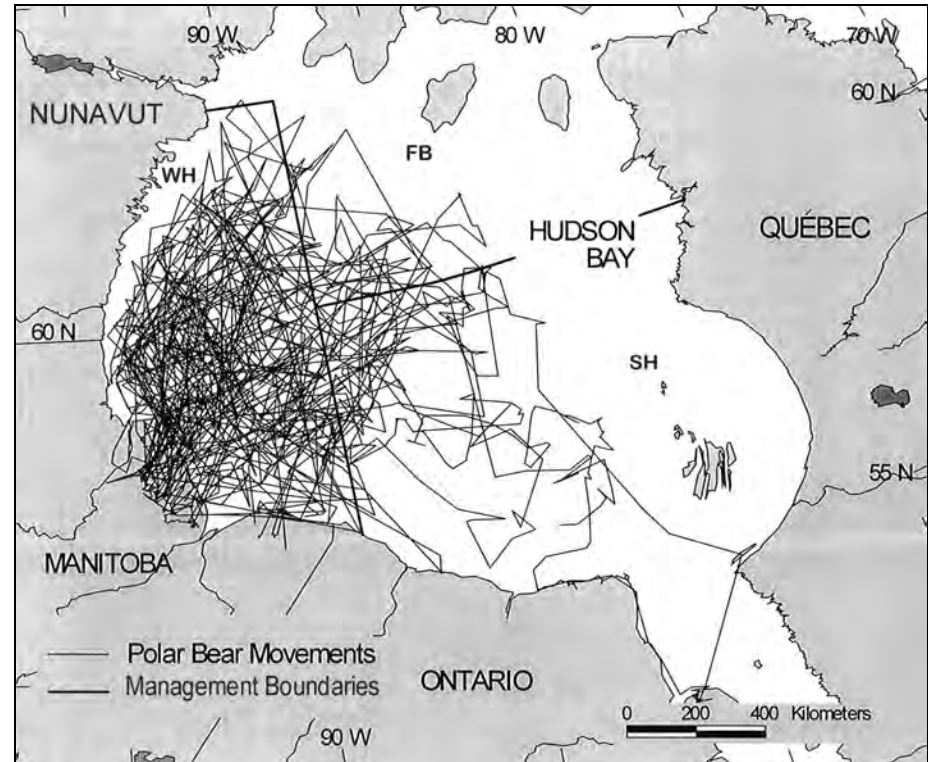 90 W
80 W
70 W
60 N
NUNAVUT
FB
WH
HUDSON
BAY
QUÉBEC
60 N
SH
55 N
MANITOBA
Polar Bear Movements
Management Boundaries
ONTARIO
0 200 400 Kilometers
90 W